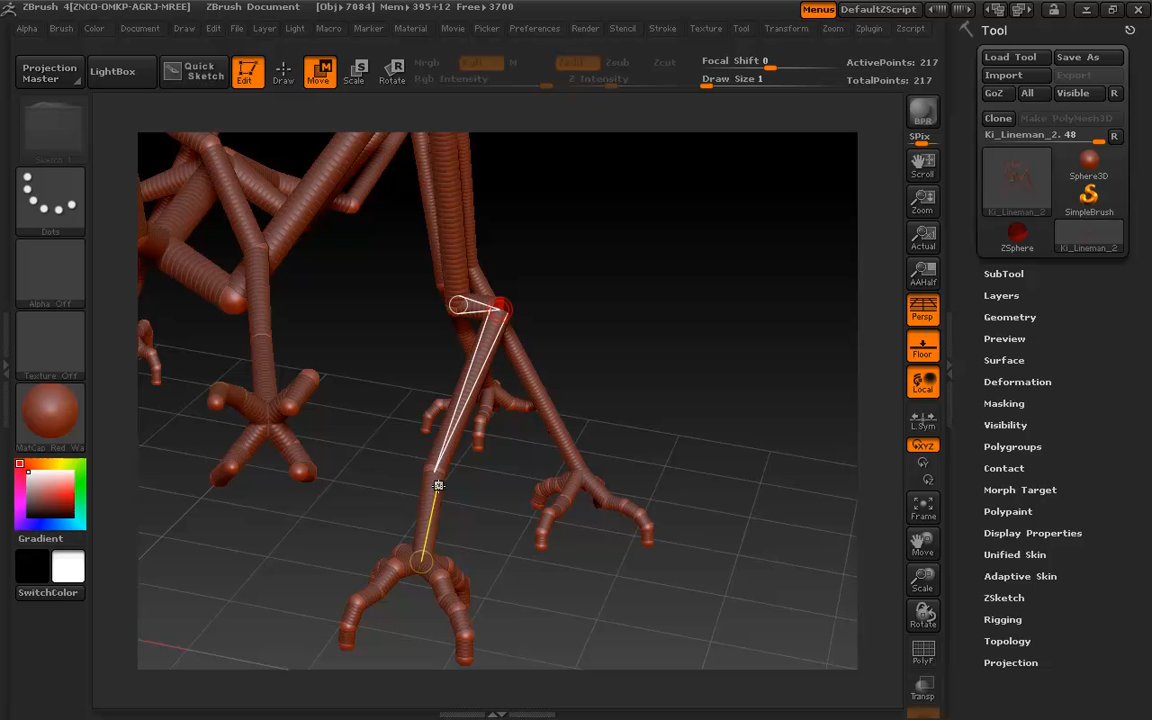 ZBrush 4[ZNCO-OMKP-AGRJ-MREE] ZBrush Document [Obj▸7084] Mem▸395+12 Free▸3700 Menus DefaultZScript
Alpha Brush Color Document Draw Edit File Layer Light Macro Marker Material Movie Picker Preferences Render Stencil Stroke Texture Tool Transform Zoom Zplugin Zscript
Tool
Projection Master
LightBox
Quick Sketch
Edit
Draw
Move
Scale
Rotate
Mrgb
Rgb
M
Rgb Intensity
Zadd
Zsub
Zcut
Z Intensity
Focal Shift 0
Draw Size 1
ActivePoints: 217
TotalPoints: 217
Dots
Alpha Off
Texture Off
MatCap Red Wa
Gradient
SwitchColor
BPR
SPix
Scroll
Zoom
Actual
AAHalf
Persp
Floor
Local
L.Sym
XYZ
Frame
Move
Scale
Rotate
PolyF
Transp
Load Tool Save As
Import Export
GoZ All Visible R
Clone Make PolyMesh3D
Ki_Lineman_2. 48 R
Ki_Lineman_2
Sphere3D
SimpleBrush
ZSphere
Ki_Lineman_2
SubTool
Layers
Geometry
Preview
Surface
Deformation
Masking
Visibility
Polygroups
Contact
Morph Target
Polypaint
Display Properties
Unified Skin
Adaptive Skin
ZSketch
Rigging
Topology
Projection